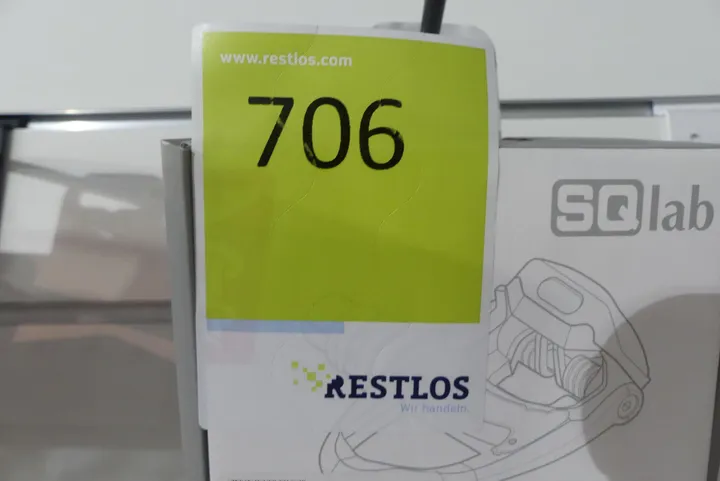 www.restlos.com
706
SQlab
RESTLOS
Wir handeln.